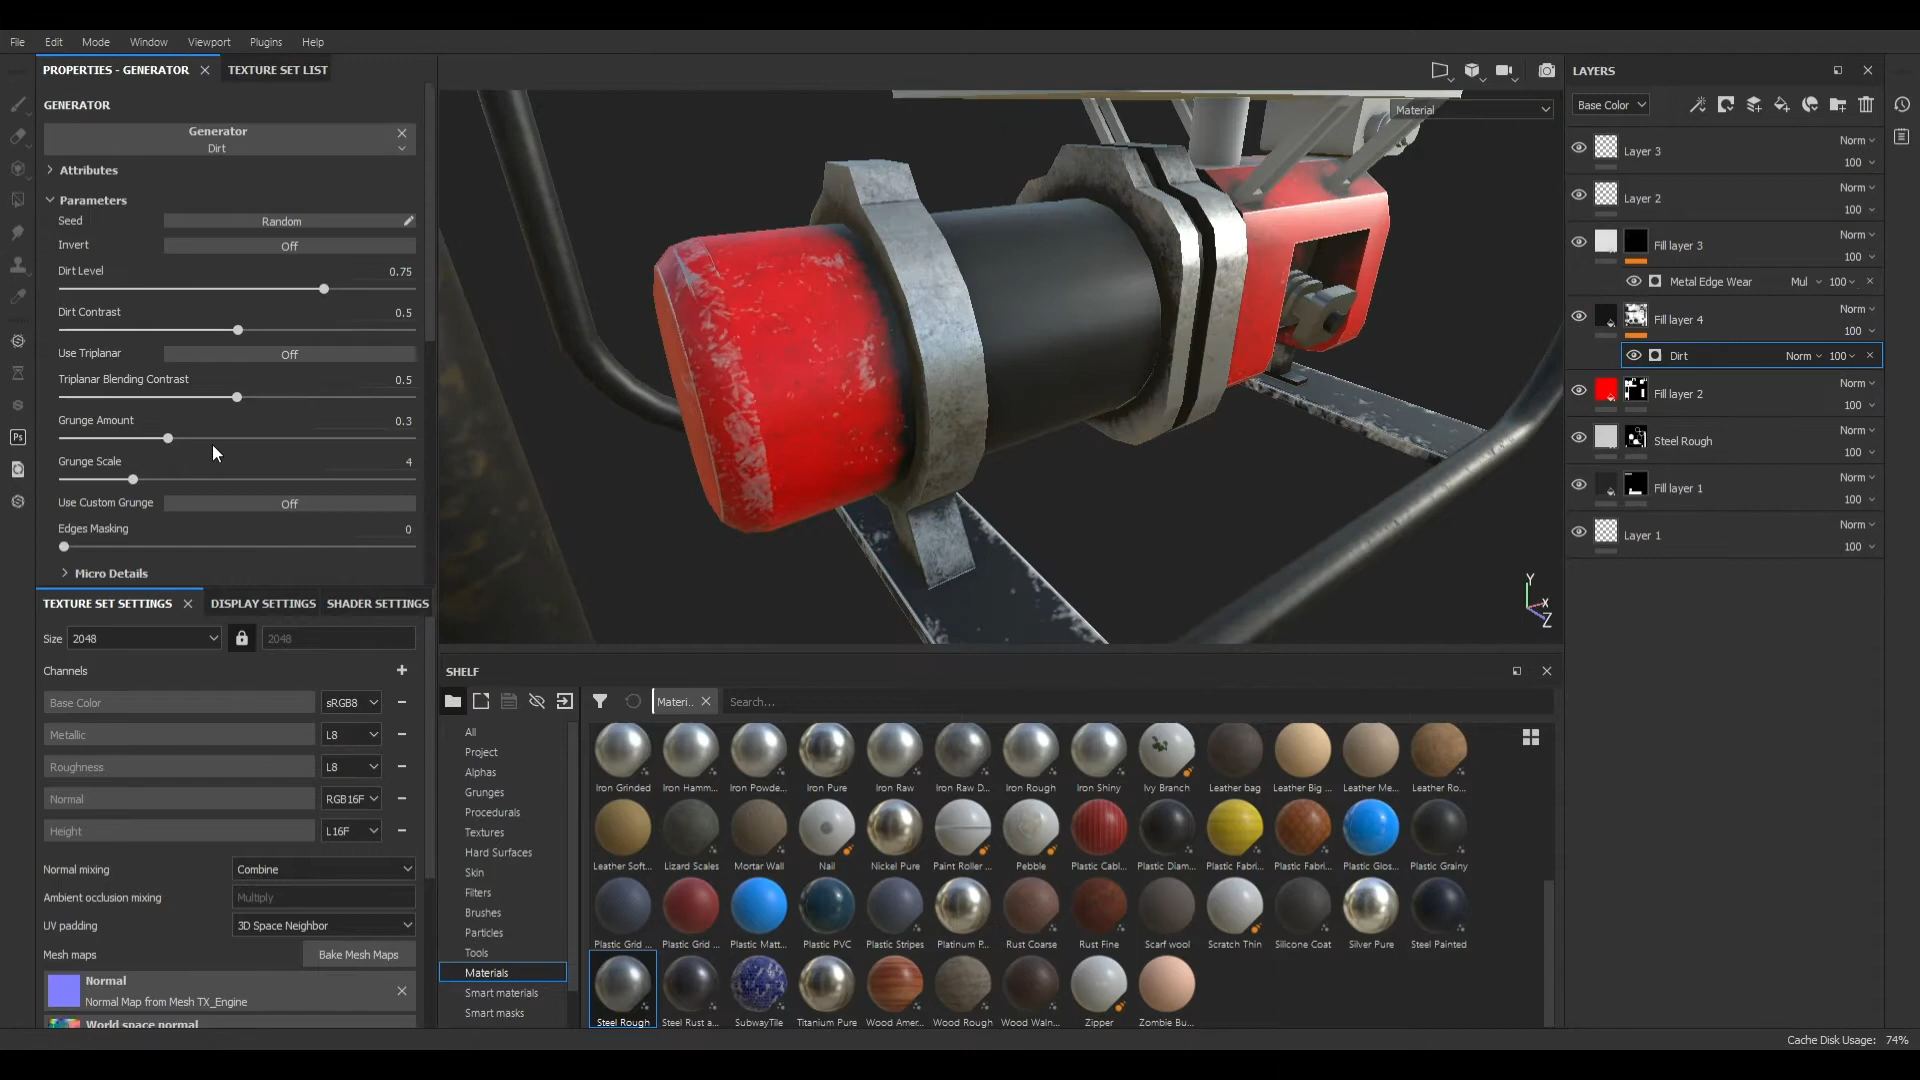 File Edit Mode Window Viewport Plugins Help
PROPERTIES - GENERATOR
TEXTURE SET LIST
GENERATOR
Generator
Dirt
Attributes
Parameters
Seed Random
Invert Off
Dirt Level 0.75
Dirt Contrast 0.5
Use Triplanar Off
Triplanar Blending Contrast 0.5
Grunge Amount 0.3
Grunge Scale 4
Use Custom Grunge Off
Edges Masking 0
Micro Details
TEXTURE SET SETTINGS DISPLAY SETTINGS SHADER SETTINGS
Size 2048 2048
Channels
Base Color sRGB8
Metallic L8
Roughness L8
Normal RGB16F
Height L16F
Normal mixing Combine
Ambient occlusion mixing Multiply
UV padding 3D Space Neighbor
Mesh maps Bake Mesh Maps
Normal
Normal Map from Mesh TX_Engine
World space normal
Ps
Material
Y
X
Z
SHELF
Materi..
Search...
All
Project
Alphas
Grunges
Procedurals
Textures
Hard Surfaces
Skin
Filters
Brushes
Particles
Tools
Materials
Smart materials
Smart masks
Iron Grinded Iron Hamm... Iron Powde... Iron Pure Iron Raw Iron Raw D... Iron Rough Iron Shiny Ivy Branch Leather bag Leather Big ... Leather Me... Leather Ro...
Leather Soft... Lizard Scales Mortar Wall Nail Nickel Pure Paint Roller ... Pebble Plastic Cabl... Plastic Diam... Plastic Fabri... Plastic Fabri... Plastic Glos... Plastic Grainy
Plastic Grid ... Plastic Grid ... Plastic Matt... Plastic PVC Plastic Stripes Platinum P... Rust Coarse Rust Fine Scarf wool Scratch Thin Silicone Coat Silver Pure Steel Painted
Steel Rough Steel Rust a... SubwayTile Titanium Pure Wood Amer... Wood Rough Wood Waln... Zipper Zombie Bu...
LAYERS
Base Color
Layer 3 Norm
100
Layer 2 Norm
100
Fill layer 3 Norm
100
Metal Edge Wear Mul 100
Fill layer 4 Norm
100
Dirt Norm 100
Fill layer 2 Norm
100
Steel Rough Norm
100
Fill layer 1 Norm
100
Layer 1 Norm
100
Cache Disk Usage: 74%